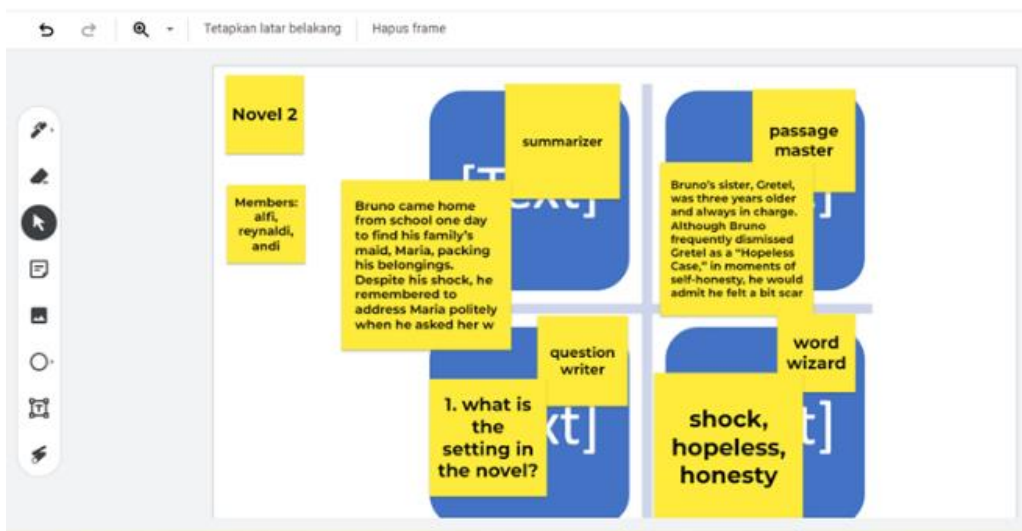 Tetapkan latar belakang
Hapus frame
Novel 2
Members:
alfi,
reynaldi,
andi
summarizer
Bruno came home
from school one day
to find his family's
maid, Maria, packing
his belongings.
Despite his shock, he
remembered to
address Maria politely
when he asked her w
passage
master
Bruno's sister, Gretel,
was three years older
and always in charge.
Although Bruno
frequently dismissed
Gretel as a "Hopeless
Case," in moments of
self-honesty, he would
admit he felt a bit scar
question
writer
1. what is
the
setting in
the novel?
word
wizard
shock,
hopeless,
honesty